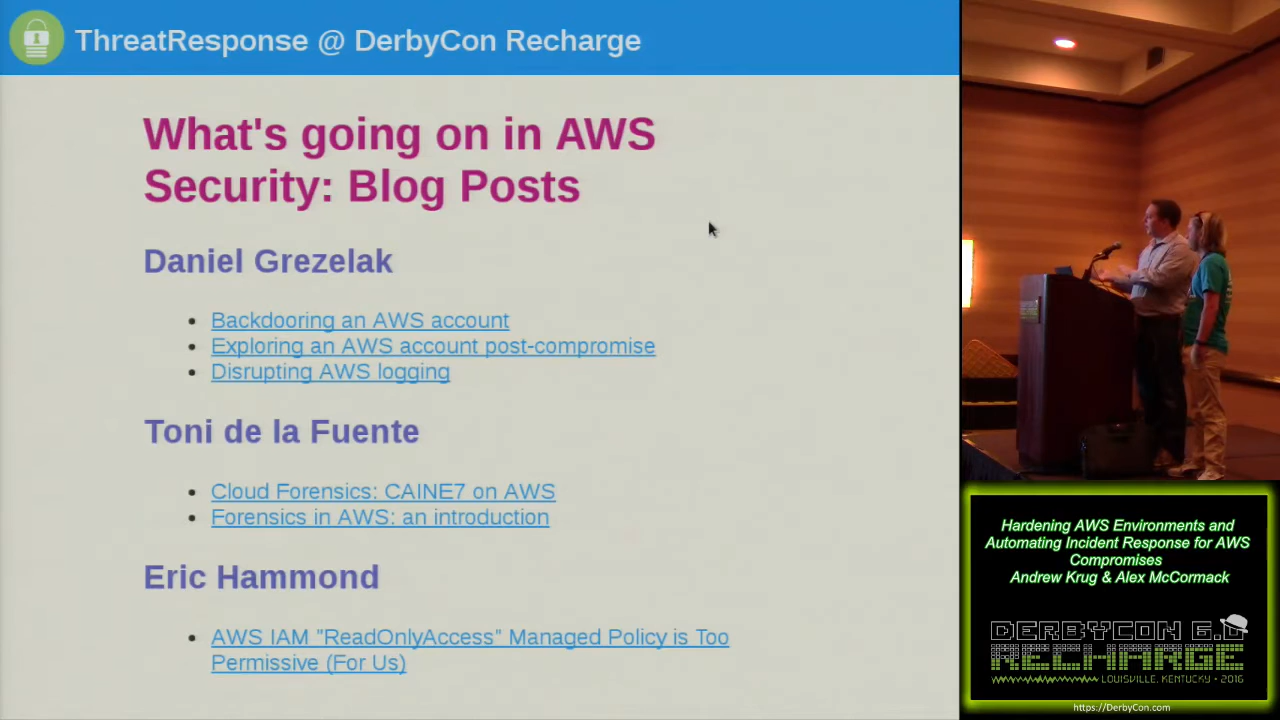 ThreatResponse @ DerbyCon Recharge
What's going on in AWS
Security: Blog Posts
Daniel Grezelak
Backdooring an AWS account
Exploring an AWS account post-compromise
Disrupting AWS logging
Toni de la Fuente
Cloud Forensics: CAINE7 on AWS
Forensics in AWS: an introduction
Eric Hammond
AWS IAM "ReadOnlyAccess" Managed Policy is Too
Permissive (For Us)
Hardening AWS Environments and
Automating Incident Response for AWS
Compromises
Andrew Krug & Alex McCormack
DERBYCON 6.0
RECHARGE
LOUISVILLE, KENTUCKY • 2016
https://DerbyCon.com